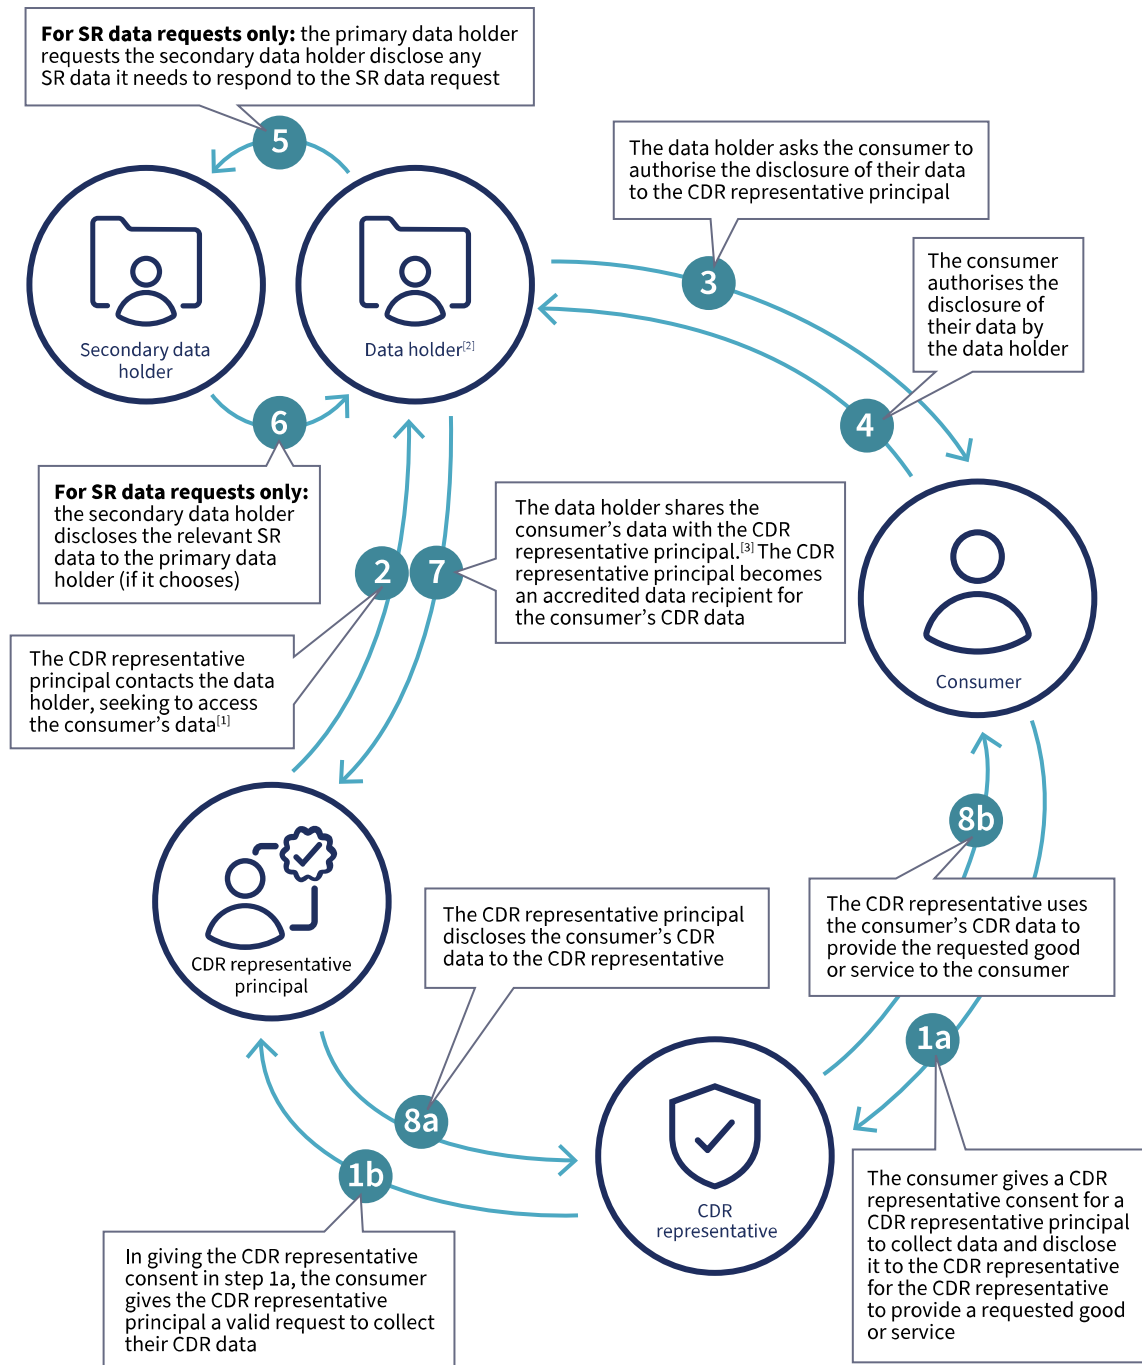 For SR data requests only: the primary data holder
requests the secondary data holder disclose any
SR data it needs to respond to the SR data request
5
The data holder asks the consumer to
authorise the disclosure of their data
to the CDR representative principal
3
The consumer
authorises the
disclosure of
their data by
the data holder
4
Secondary data
holder
Data holder[2]
6
For SR data requests only:
the secondary data holder
discloses the relevant SR
data to the primary data
holder (if it chooses)
2
7
The data holder shares the
consumer’s data with the CDR
representative principal.[3] The CDR
representative principal becomes
an accredited data recipient for
the consumer’s CDR data
Consumer
The CDR representative
principal contacts the data
holder, seeking to access
the consumer’s data[1]
8b
The CDR representative uses
the consumer’s CDR data to
provide the requested good
or service to the consumer
CDR representative
principal
The CDR representative principal
discloses the consumer’s CDR
data to the CDR representative
1a
8a
1b
CDR
representative
The consumer gives a CDR
representative consent for a
CDR representative principal
to collect data and disclose
it to the CDR representative
for the CDR representative
to provide a requested good
or service
In giving the CDR representative
consent in step 1a, the consumer
gives the CDR representative
principal a valid request to collect
their CDR data